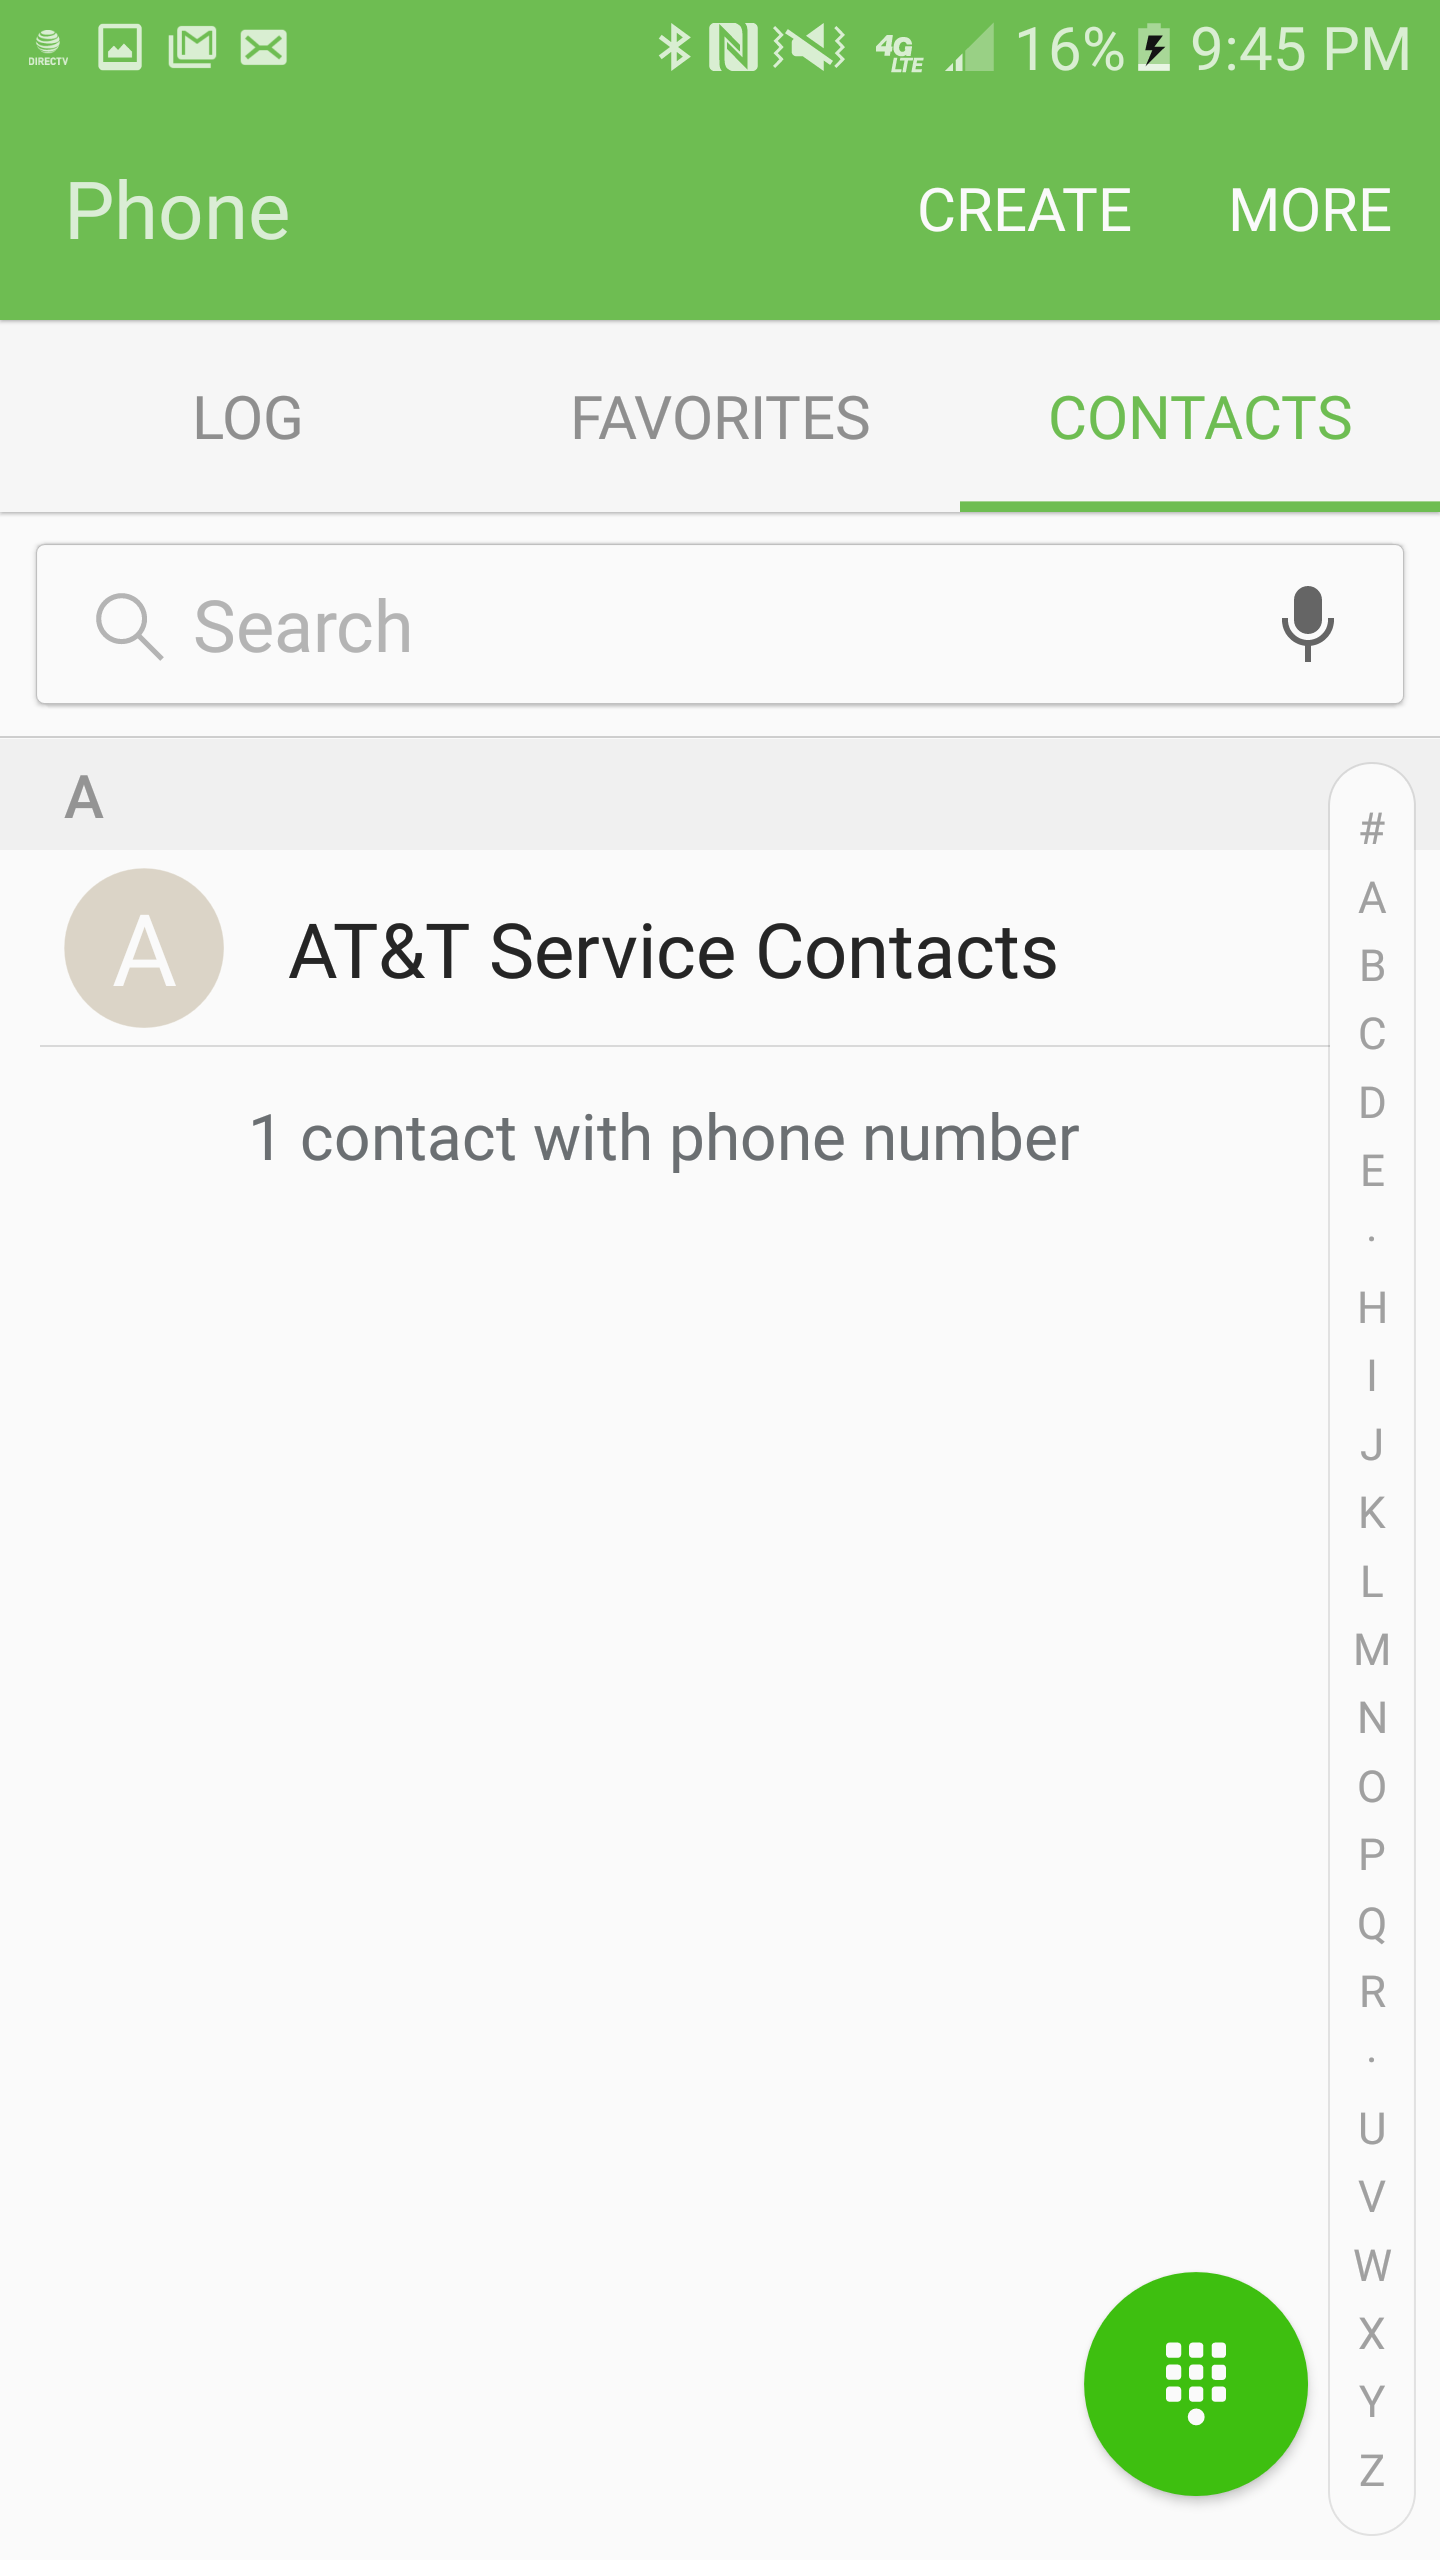 DIRECTV 4G LTE 16% 9:45 PM
Phone CREATE MORE
LOG FAVORITES CONTACTS
Search
A
#
A AT&T Service Contacts
A
B
C
D
1 contact with phone number
E
.
H
I
J
K
L
M
N
O
P
Q
R
.
U
V
W
X
Y
Z